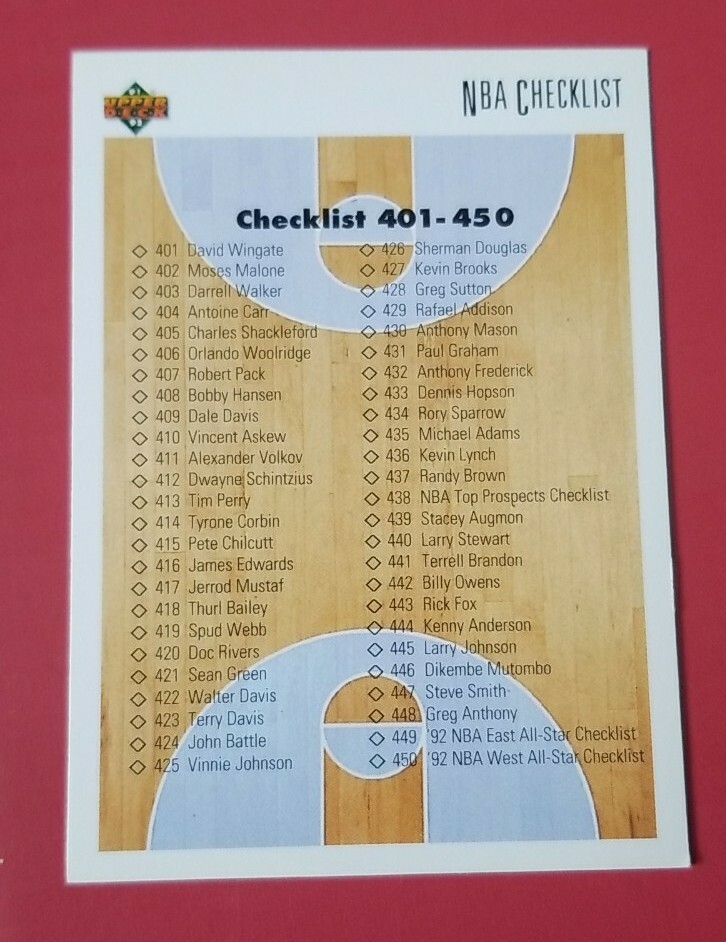 91
UPPER
DECK
92
NBA CHECKLIST
Checklist 401-450
401 David Wingate
402 Moses Malone
403 Darrell Walker
404 Antoine Carr
405 Charles Shackleford
406 Orlando Woolridge
407 Robert Pack
408 Bobby Hansen
409 Dale Davis
410 Vincent Askew
411 Alexander Volkov
412 Dwayne Schintzius
413 Tim Perry
414 Tyrone Corbin
415 Pete Chilcutt
416 James Edwards
417 Jerrod Mustaf
418 Thurl Bailey
419 Spud Webb
420 Doc Rivers
421 Sean Green
422 Walter Davis
423 Terry Davis
424 John Battle
425 Vinnie Johnson
426 Sherman Douglas
427 Kevin Brooks
428 Greg Sutton
429 Rafael Addison
430 Anthony Mason
431 Paul Graham
432 Anthony Frederick
433 Dennis Hopson
434 Rory Sparrow
435 Michael Adams
436 Kevin Lynch
437 Randy Brown
438 NBA Top Prospects Checklist
439 Stacey Augmon
440 Larry Stewart
441 Terrell Brandon
442 Billy Owens
443 Rick Fox
444 Kenny Anderson
445 Larry Johnson
446 Dikembe Mutombo
447 Steve Smith
448 Greg Anthony
449 '92 NBA East All-Star Checklist
450 '92 NBA West All-Star Checklist